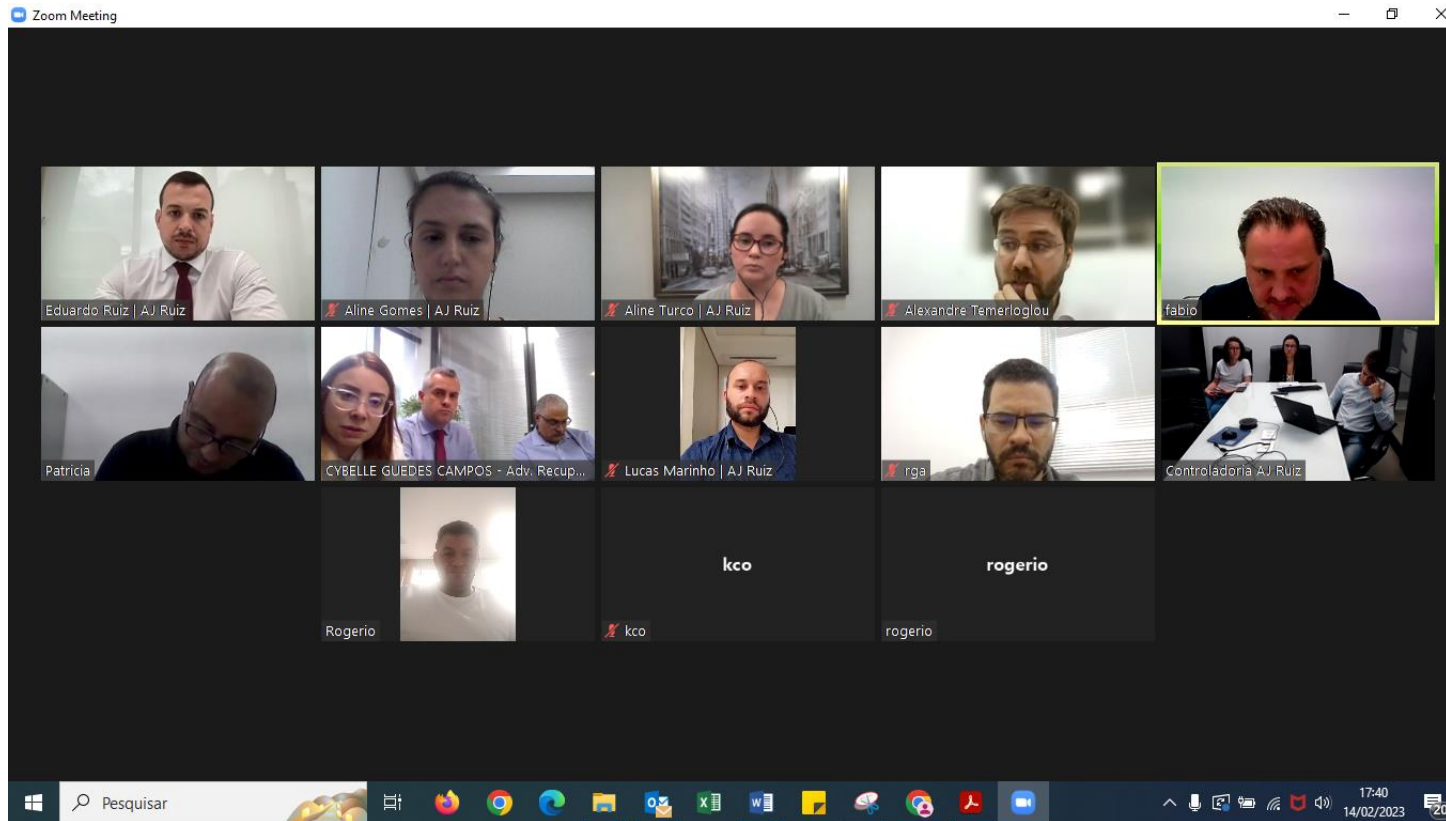 Zoom Meeting
Eduardo Ruiz | AJ Ruiz
Aline Gomes | AJ Ruiz
Aline Turco | AJ Ruiz
Alexandre Temerloglou
fabio
Patricia
CYBELLE GUEDES CAMPOS - Adv. Recup...
Lucas Marinho | AJ Ruiz
rga
Controladoria AJ Ruiz
Rogerio
kco
kco
rogerio
rogerio
Pesquisar
17:40
14/02/2023
20